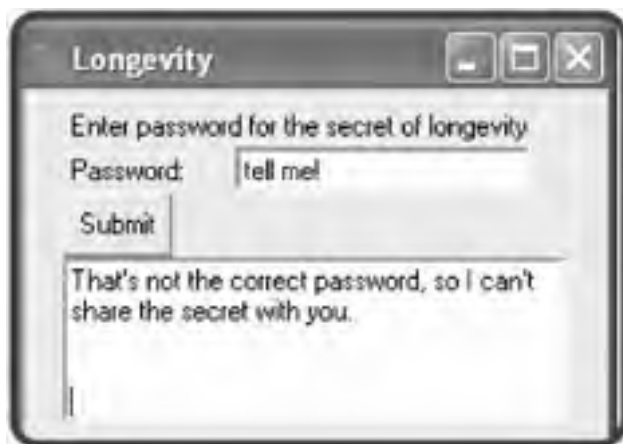 Longevity
Enter password for the secret of longevity
Password: tell me!
Submit
That's not the correct password, so I can't
share the secret with you.